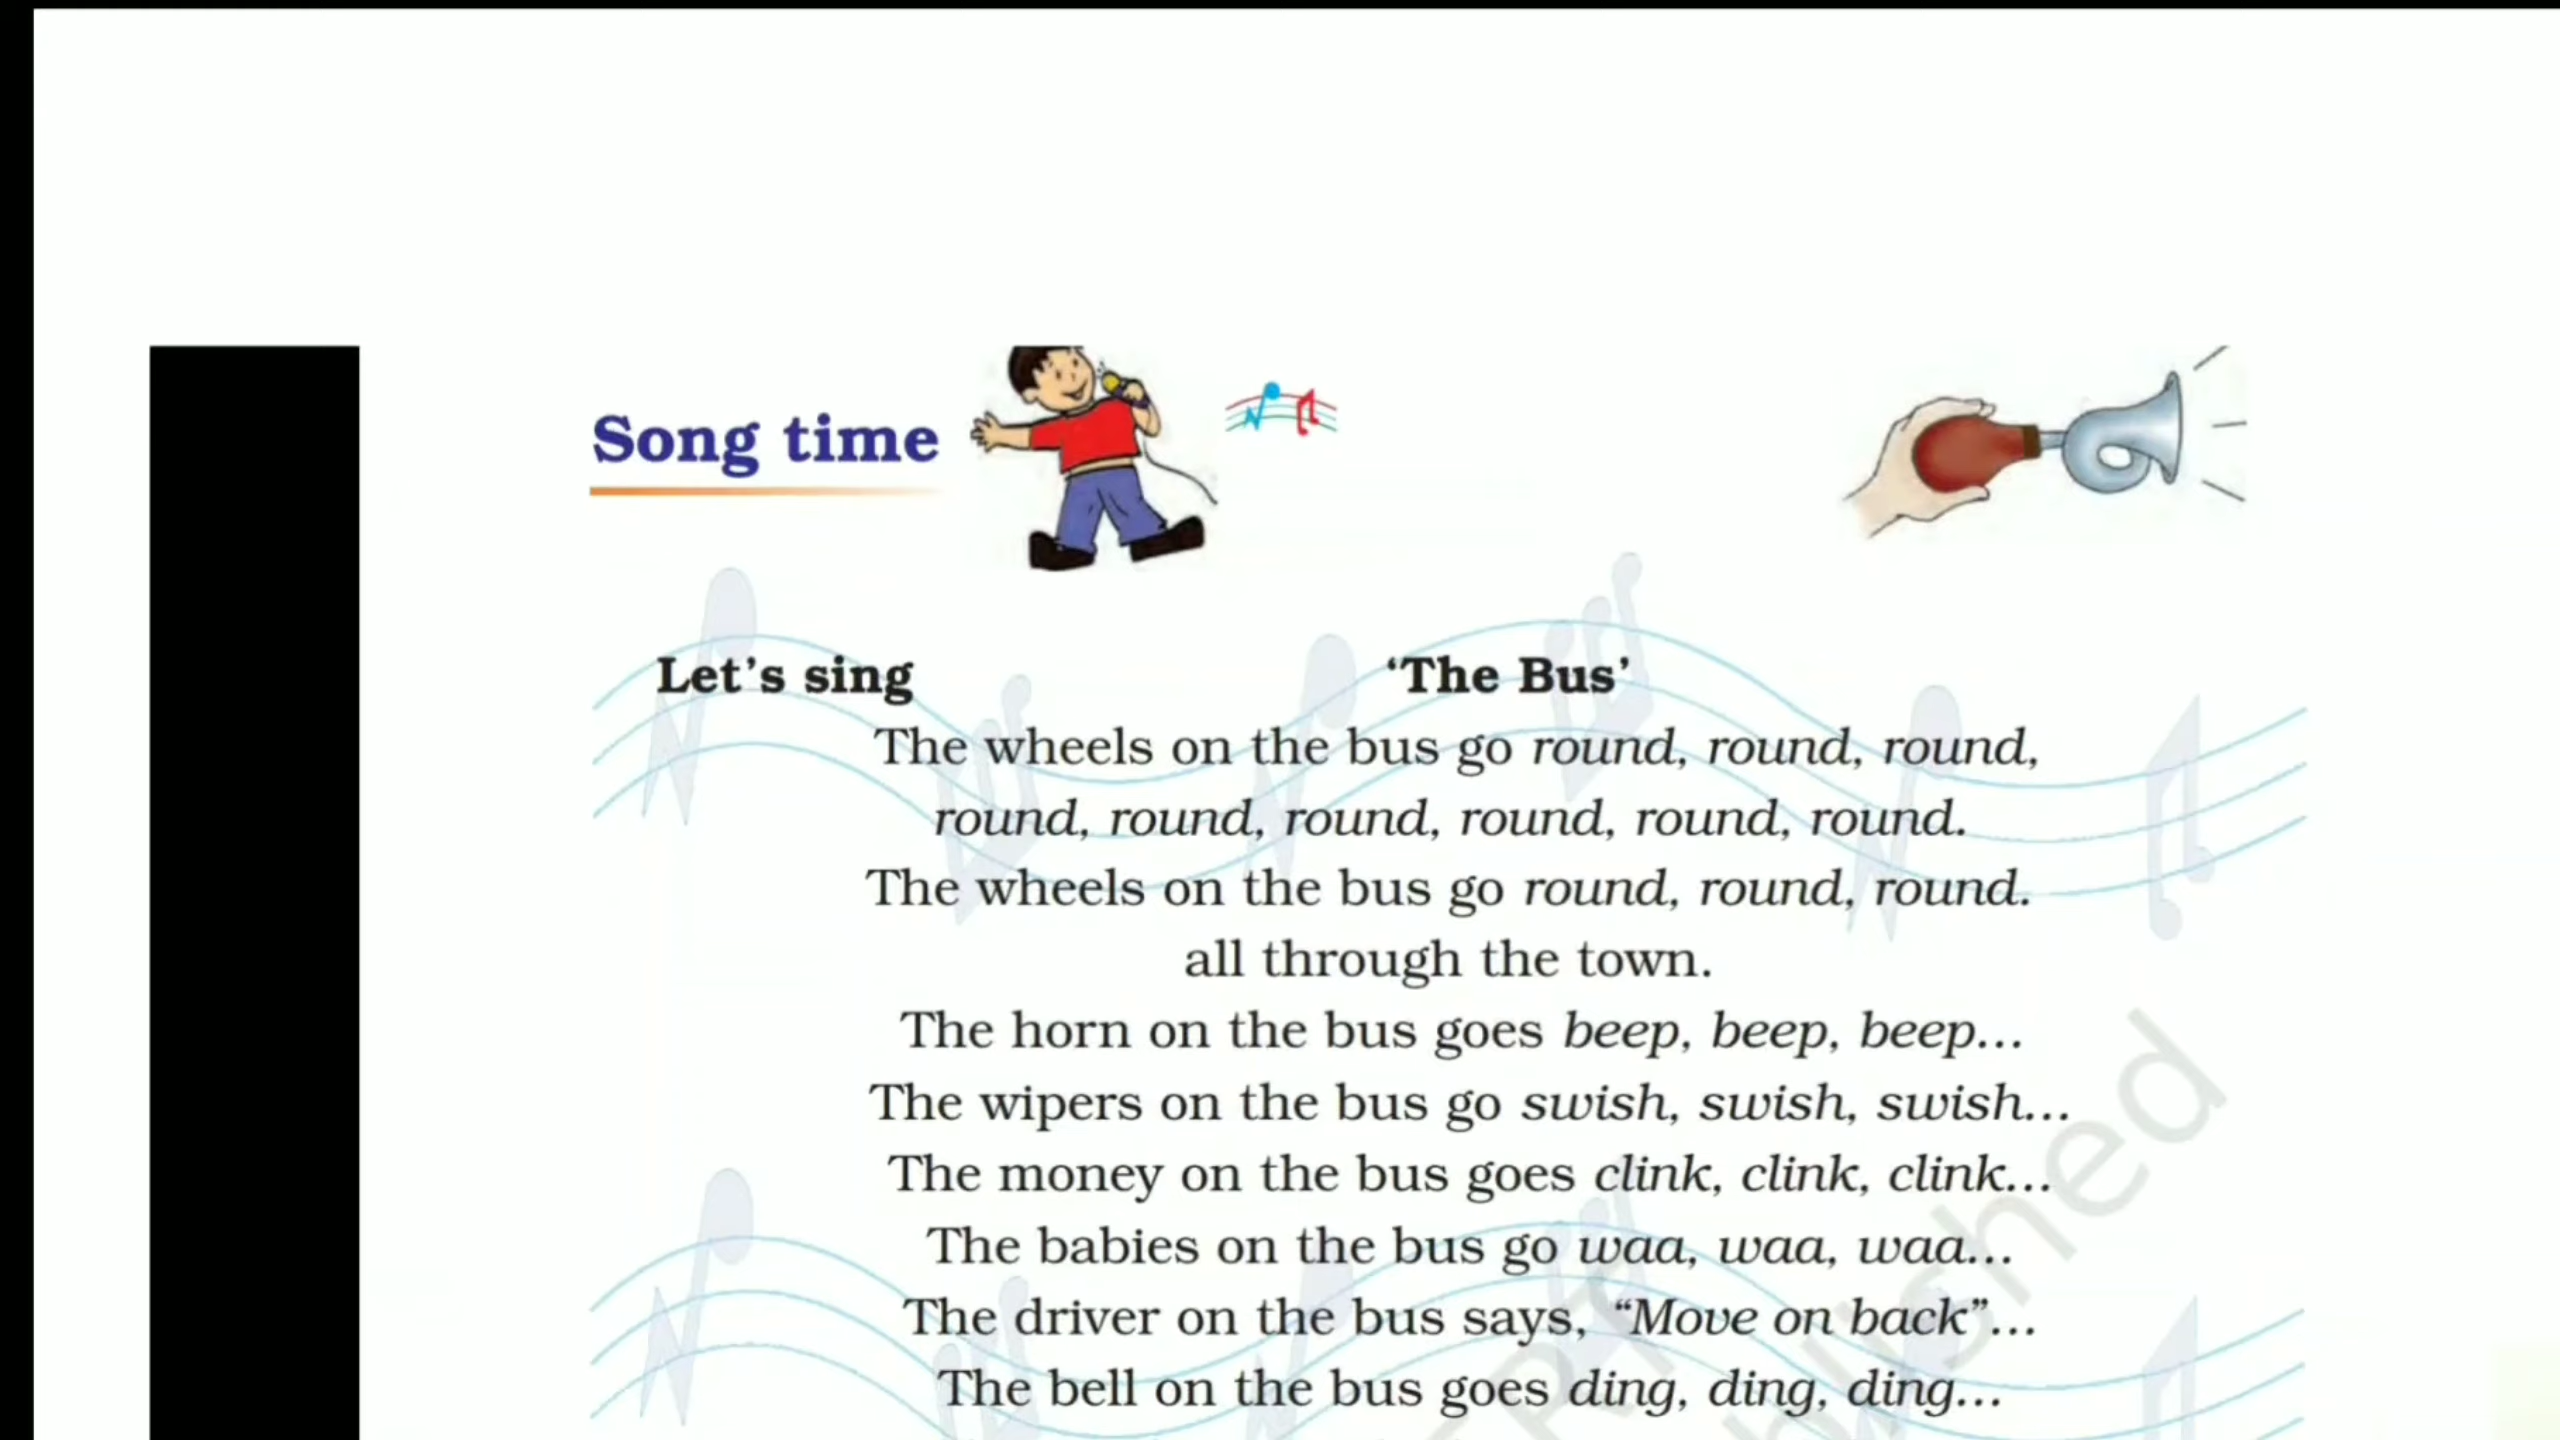 Song time
Let's sing
‘The Bus’
The wheels on the bus go round, round, round,
round, round, round, round, round, round.
The wheels on the bus go round, round, round.
all through the town.
The horn on the bus goes beep, beep, beep...
The wipers on the bus go swish, swish, swish...
The money on the bus goes clink, clink, clink...
The babies on the bus go waa, waa, waa...
The driver on the bus says, “Move on back”...
The bell on the bus goes ding, ding, ding...